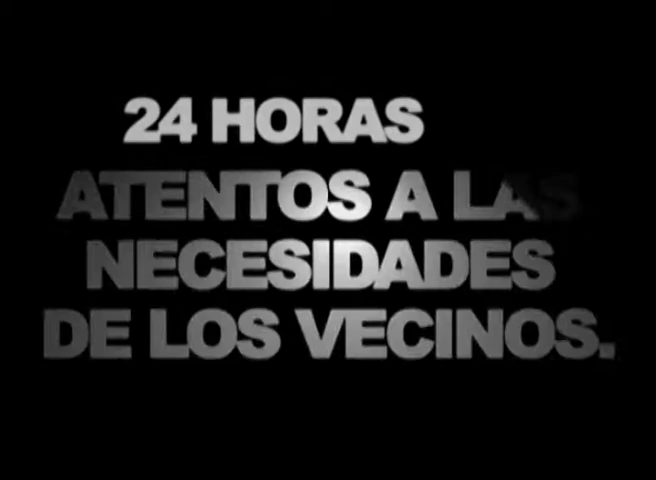 24 HORAS
ATENTOS A LAS
NECESIDADES
DE LOS VECINOS.